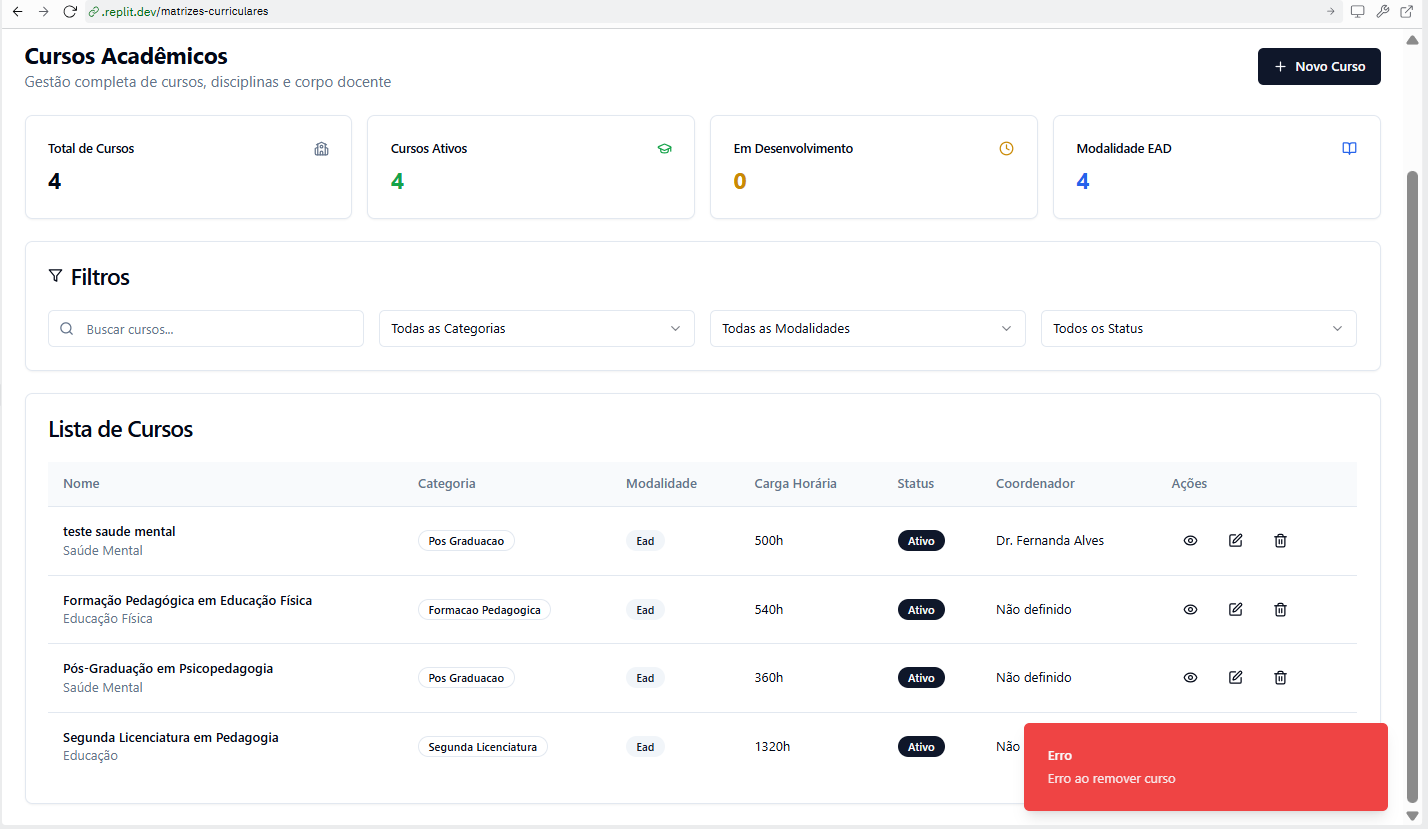 .replit.dev/matrizes-curriculares
Cursos Acadêmicos
Gestão completa de cursos, disciplinas e corpo docente
Novo Curso
Total de Cursos
4
Cursos Ativos
4
Em Desenvolvimento
0
Modalidade EAD
4
Filtros
Buscar cursos...
Todas as Categorias
Todas as Modalidades
Todos os Status
Lista de Cursos
Nome Categoria Modalidade Carga Horária Status Coordenador Ações
teste saude mental
Saúde Mental
Pos Graduacao Ead 500h Ativo Dr. Fernanda Alves
Formação Pedagógica em Educação Física
Educação Física
Formacao Pedagogica Ead 540h Ativo Não definido
Pós-Graduação em Psicopedagogia
Saúde Mental
Pos Graduacao Ead 360h Ativo Não definido
Segunda Licenciatura em Pedagogia
Educação
Segunda Licenciatura Ead 1320h Ativo Não
Erro
Erro ao remover curso